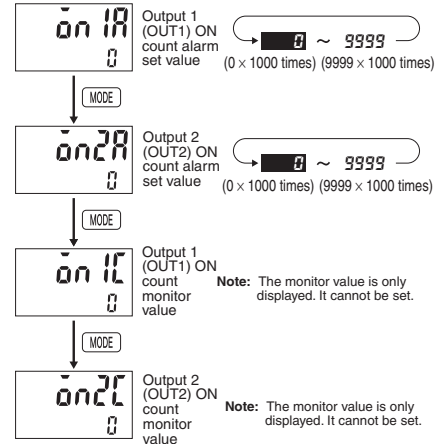 on1A
0
Output 1
(OUT1) ON
count alarm
set value
0 ~ 9999
(0 × 1000 times) (9999 × 1000 times)
MODE
on2A
0
Output 2
(OUT2) ON
count alarm
set value
0 ~ 9999
(0 × 1000 times) (9999 × 1000 times)
MODE
on1C
0
Output 1
(OUT1) ON
count
monitor
value
Note: The monitor value is only
displayed. It cannot be set.
MODE
on2C
0
Output 2
(OUT2) ON
count
monitor
value
Note: The monitor value is only
displayed. It cannot be set.